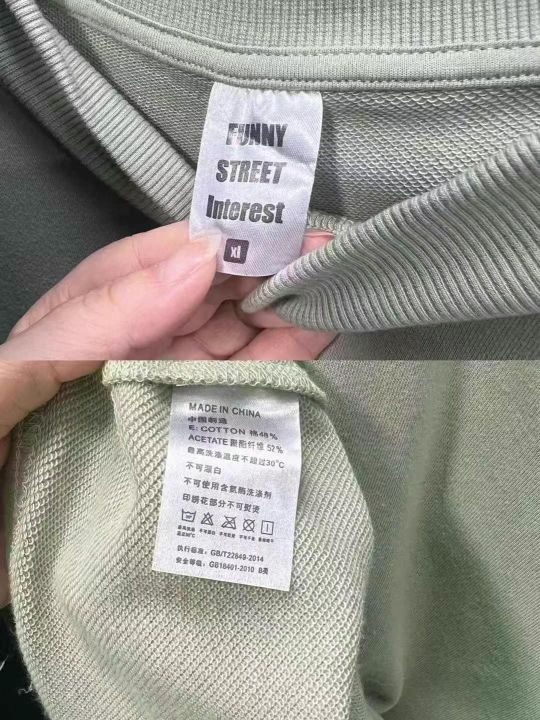 FUNNY
STREET
Interest
xl
MADE IN CHINA
中国制造
E: COTTON 棉48%
ACETATE 聚酯纤维 52%
最高洗涤温度不超过30°C
不可漂白
不可使用含氨酶洗涤剂
印绣花部分不可熨烫
执行标准: GB/T22849-2014
安全等级: GB18401-2010 B类